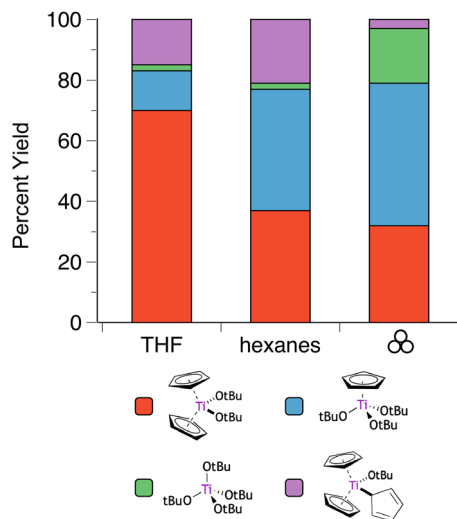 100
80
60
40
20
0
Percent Yield
THF hexanes
Ti OtBu OtBu
Ti tBuO OtBu OtBu
OtBu Ti tBuO OtBu OtBu
Ti OtBu